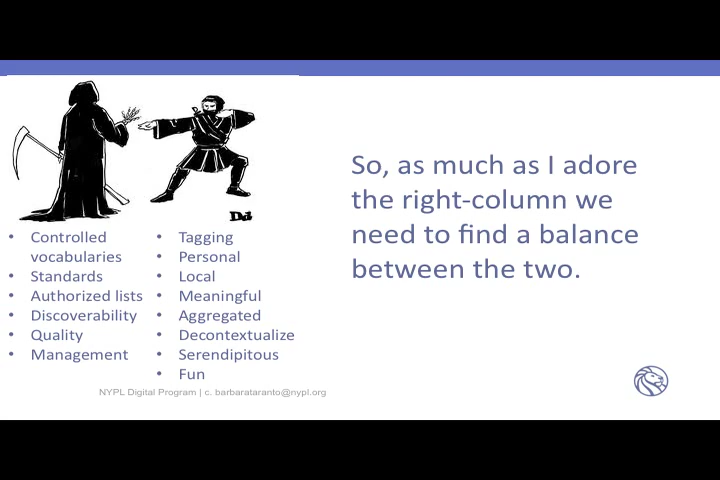 Dd
• Controlled
vocabularies
• Standards
• Authorized lists
• Discoverability
• Quality
• Management
• Tagging
• Personal
• Local
• Meaningful
• Aggregated
• Decontextualize
• Serendipitous
• Fun
So, as much as I adore
the right-column we
need to find a balance
between the two.
NYPL Digital Program | c. barbarataranto@nypl.org